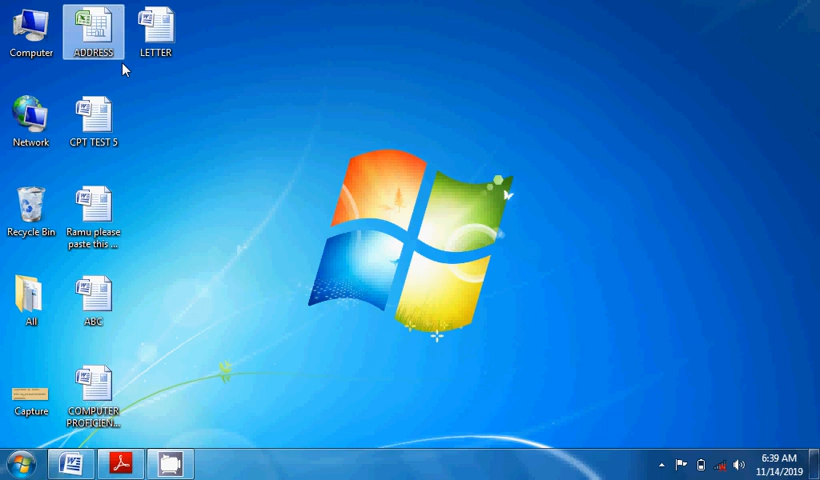 Computer
ADDRESS
LETTER
Network
CPT TEST 5
Recycle Bin
Ramu please
paste this ...
All
ABC
Capture
COMPUTER
PROFICIEN...
6:39 AM
11/14/2019